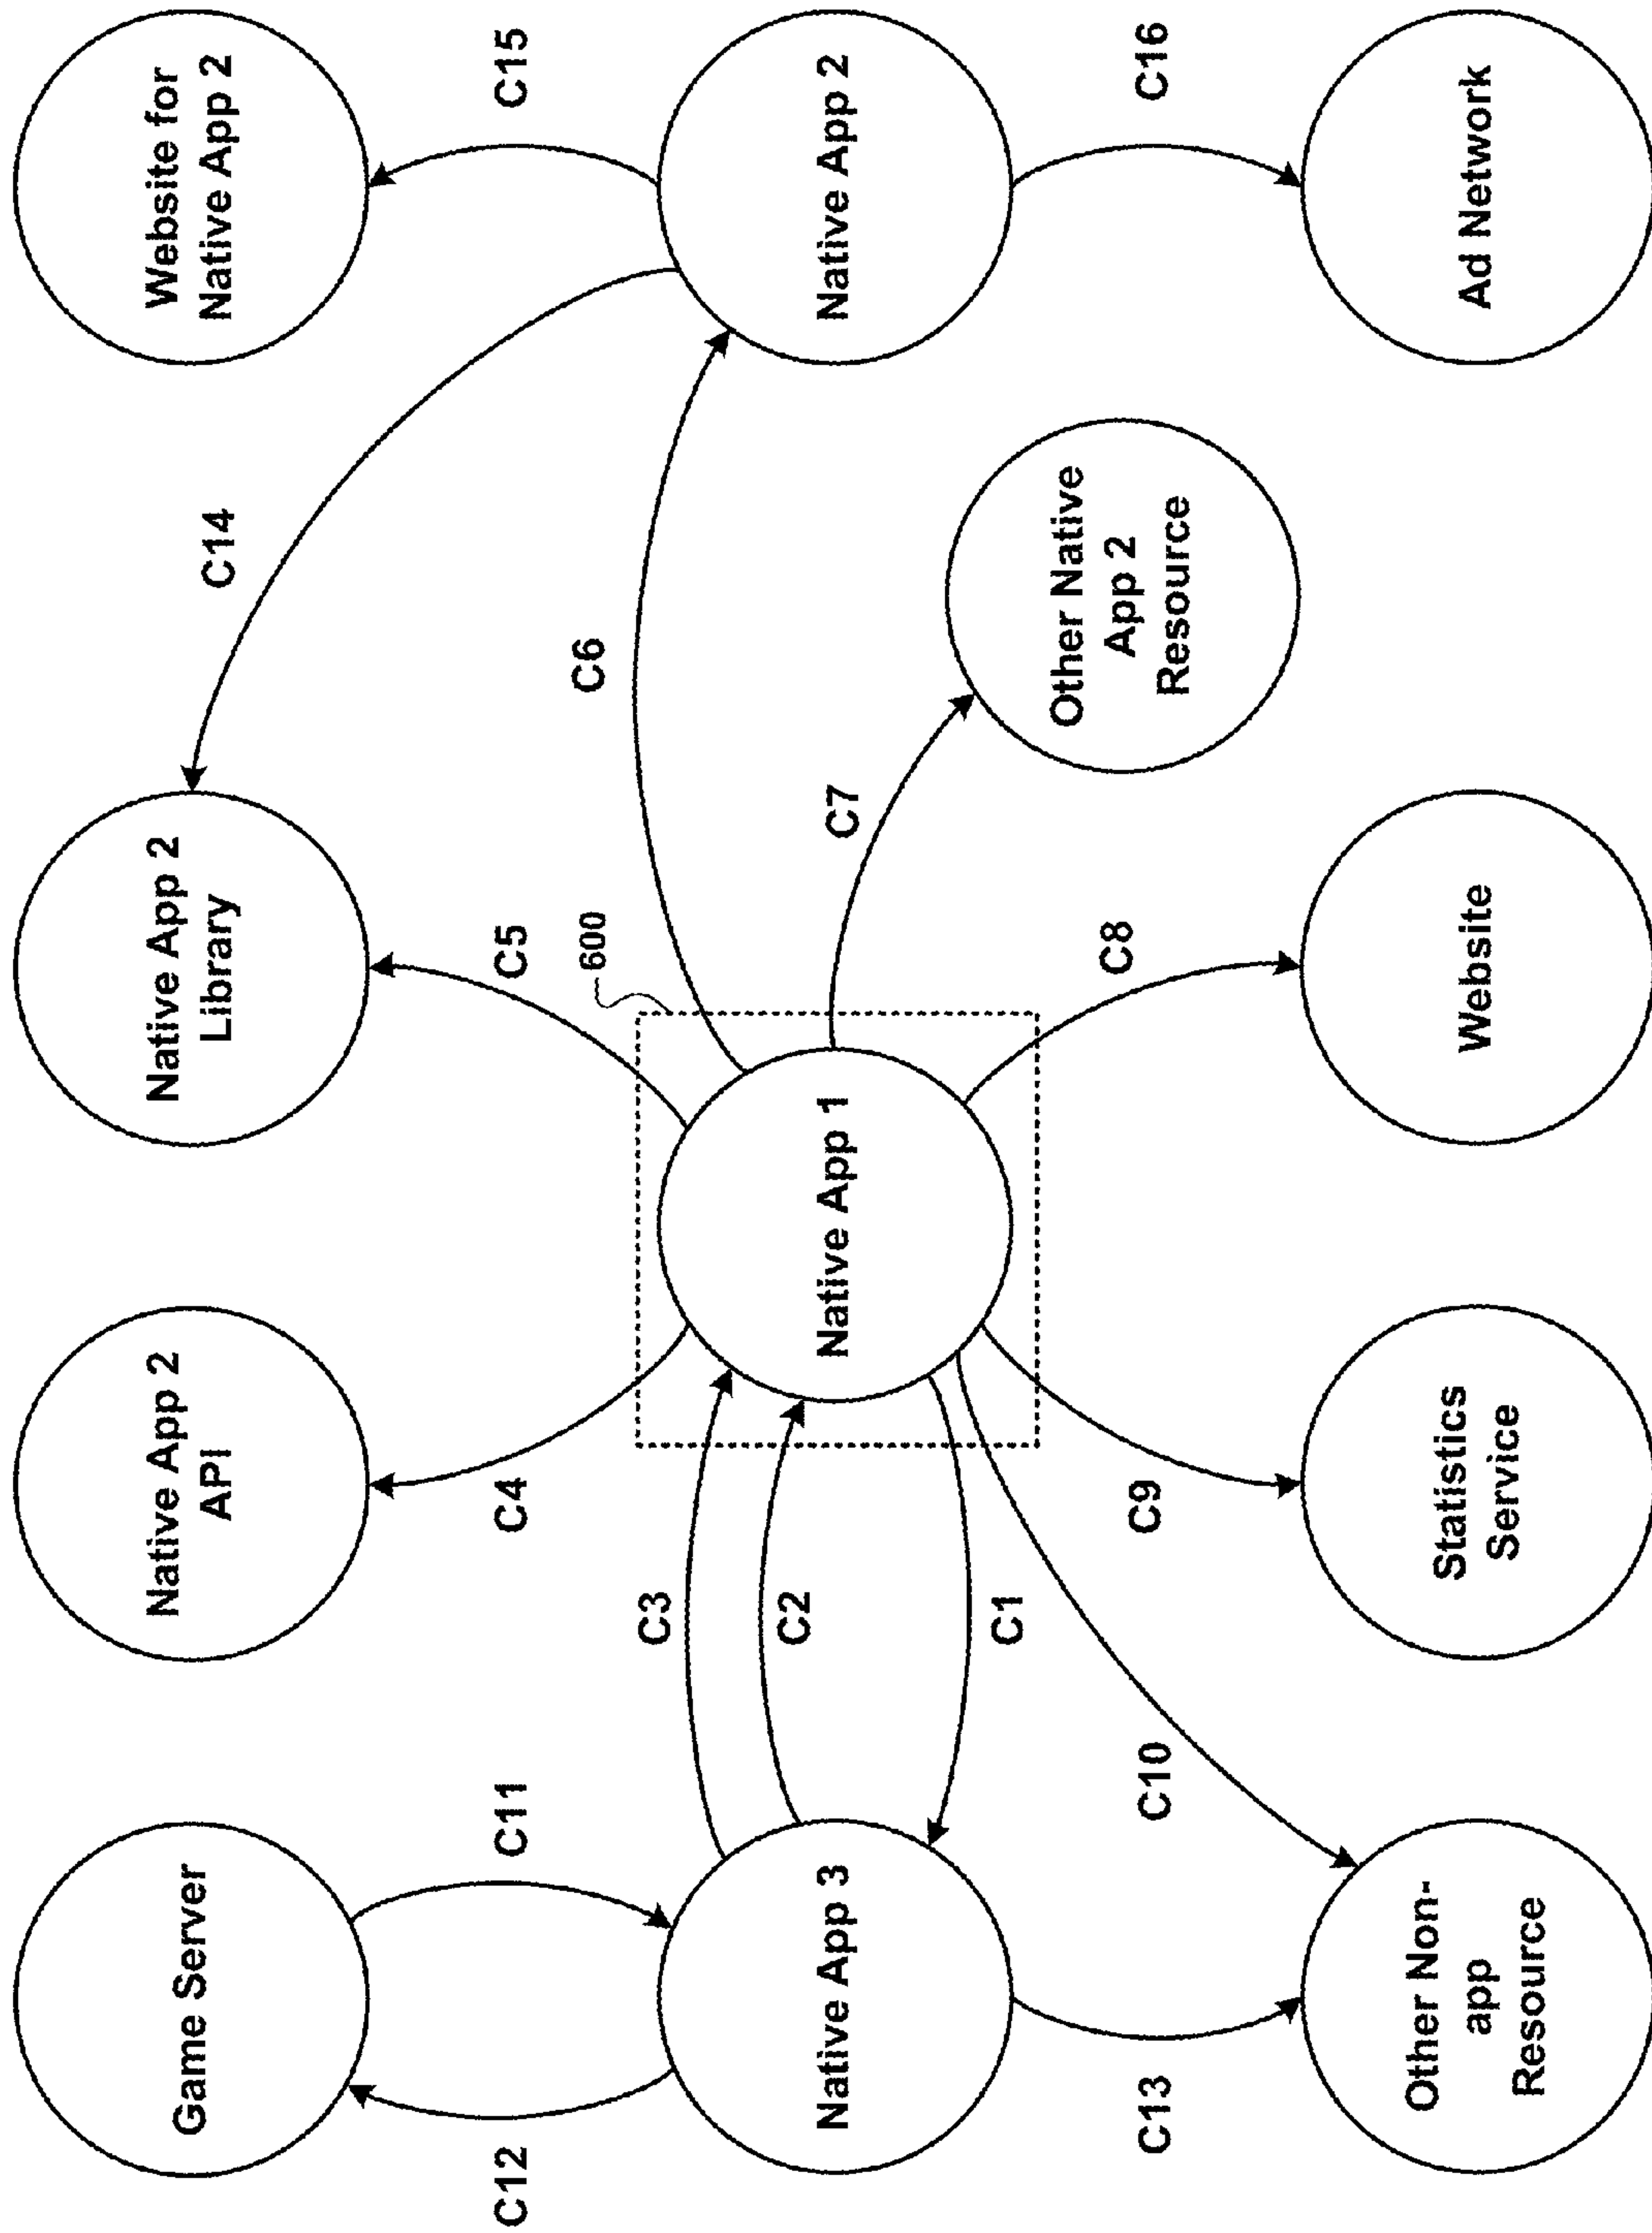 Game Server
Native App 2
API
Native App 2
Library
Website for
Native App 2
C12
C11
C4
C5
C14
C15
600
C3
C2
C6
Native App 3
Native App 1
C7
Native App 2
C1
Other Native
App 2
Resource
C13
C10
C9
C8
C16
Other Non-
app
Resource
Statistics
Service
Website
Ad Network